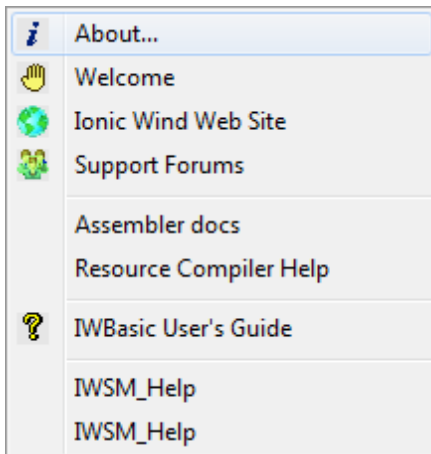 About...
Welcome
Ionic Wind Web Site
Support Forums
Assembler docs
Resource Compiler Help
IWBasic User's Guide
IWSM_Help
IWSM_Help